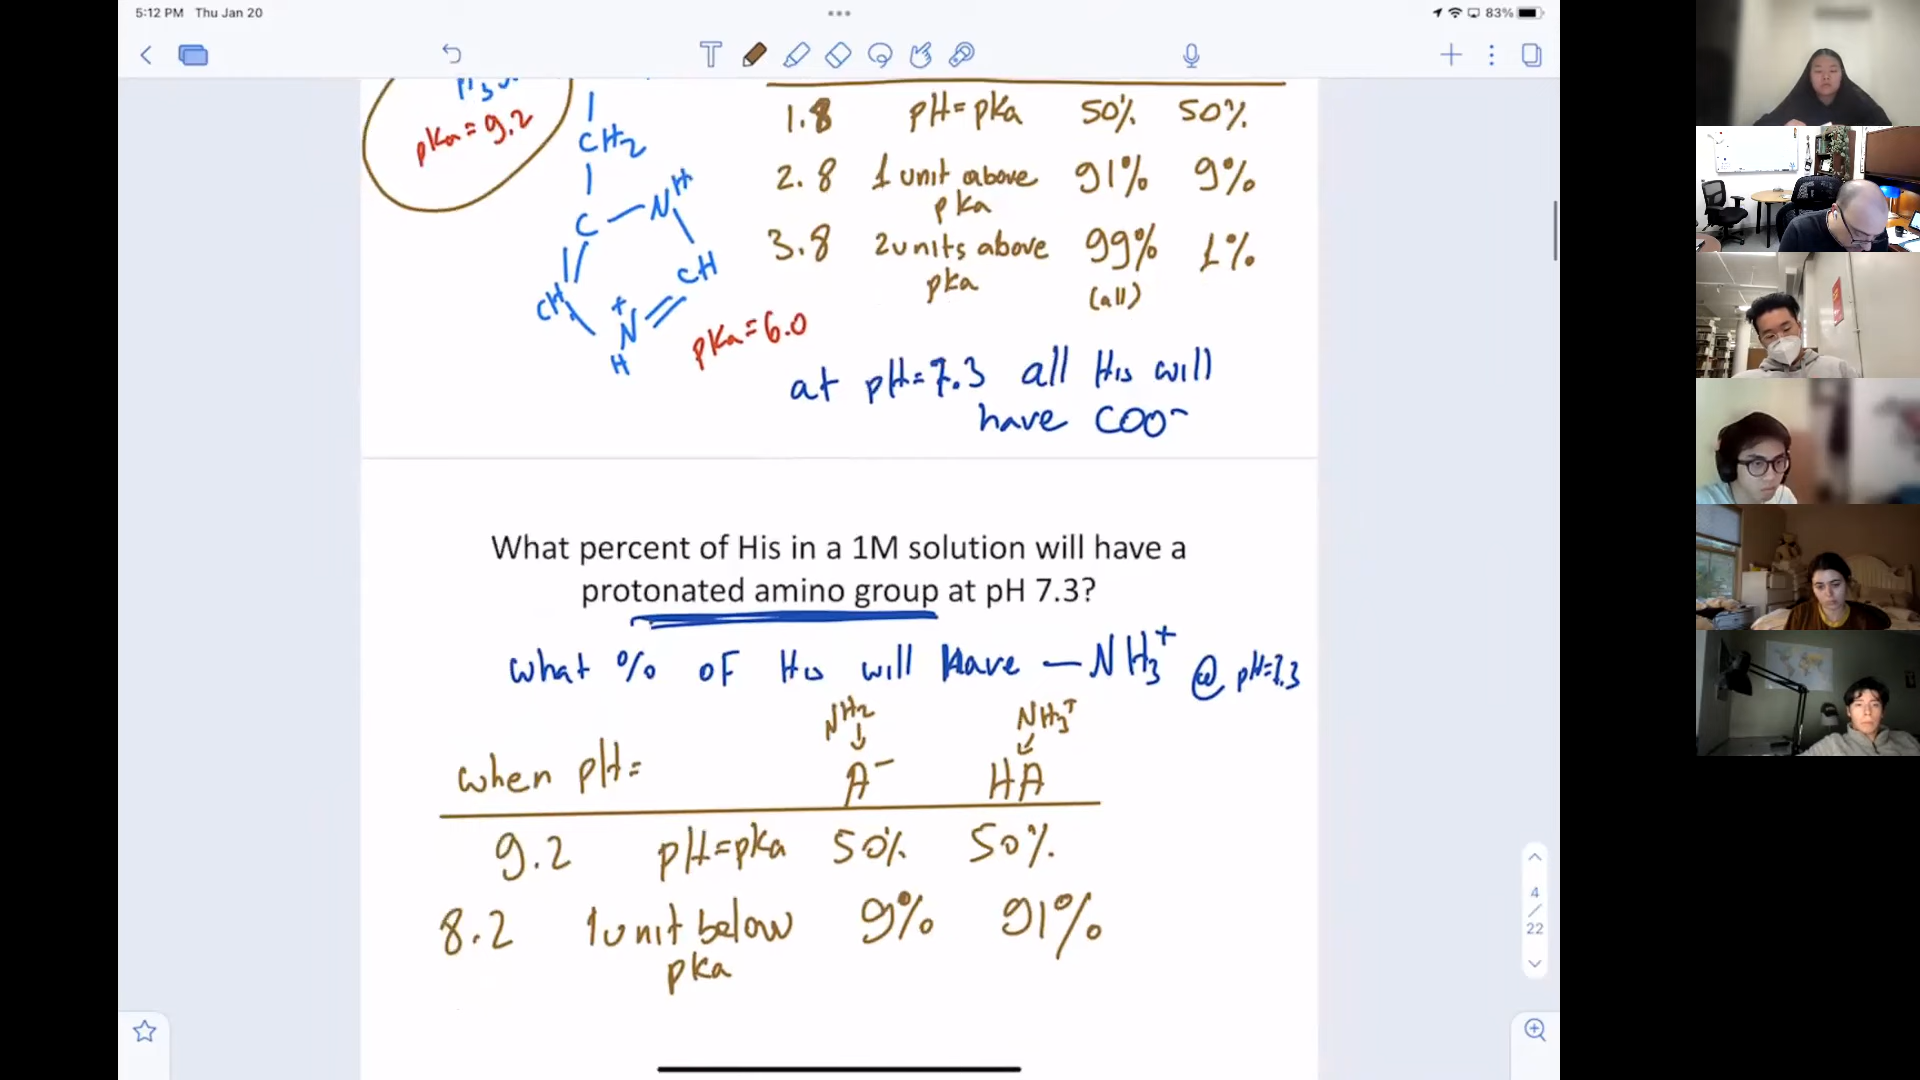 5:12 PM Thu Jan 20
83%
pKa=9.2
CH2
C
N H
CH
CH
+
N
H
pKa=6.0
1.8 pH=pKa 50% 50%
2.8 1 unit above pKa 91% 9%
3.8 2 units above pKa 99% 1%
(all)
at pH=7.3 all His will
have COO-
What percent of His in a 1M solution will have a
protonated amino group at pH 7.3?
what % of His will have -NH3+ @ pH=7.3
NH2 NH3+
when pH= A- HA
9.2 pH=pKa 50% 50%
8.2 1 unit below pKa 9% 91%
4
/
22